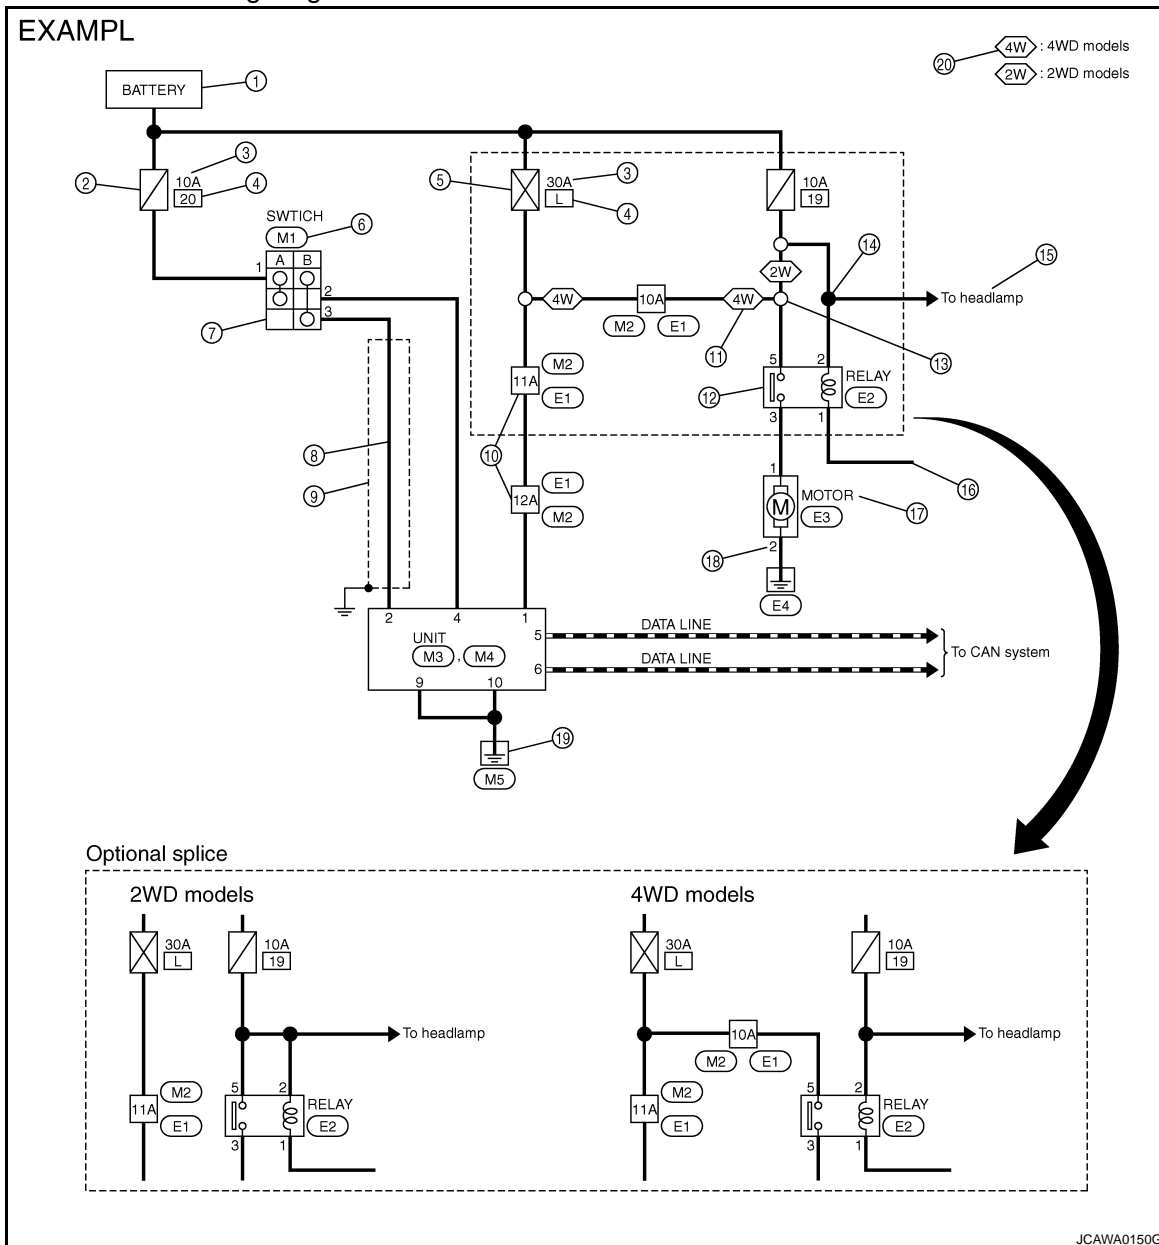 EXAMPL
4W : 4WD models
20
2W : 2WD models
BATTERY
1
2
10A
3
20
4
5
30A
3
L
4
10A
19
SWTICH
M1
6
A B
1
2
3
7
14
15
2W
4W
10A
4W
To headlamp
M2 E1
11
13
M2
11A
E1
5 2
12
RELAY
E2
3 1
8
9
10
E1
12A
M2
16
1
MOTOR
M
E3
17
18
2
E4
2 4 1
UNIT
M3 , M4
5
DATA LINE
6
DATA LINE
To CAN system
9 10
19
M5
Optional splice
2WD models
30A
L
10A
19
To headlamp
M2
11A
E1
5 2
RELAY
E2
3 1
4WD models
30A
L
10A
19
10A
To headlamp
M2 E1
M2
11A
E1
5 2
RELAY
E2
3 1
JCAWA0150G